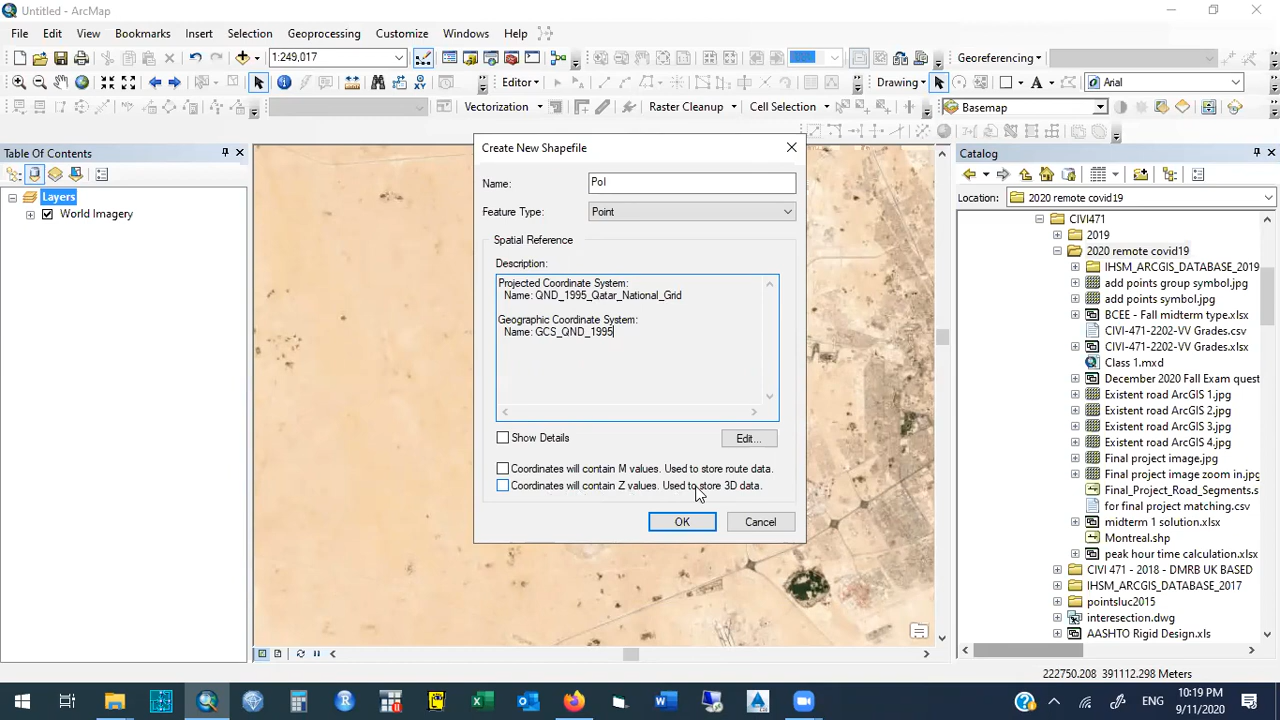 Untitled - ArcMap
File Edit View Bookmarks Insert Selection Geoprocessing Customize Windows Help
1:249,017
Georeferencing
Editor
Drawing
Arial
Vectorization
Raster Cleanup
Cell Selection
Basemap
Table Of Contents
Layers
World Imagery
Create New Shapefile
Name:
Pol
Feature Type:
Point
Spatial Reference
Description:
Projected Coordinate System:
Name: QND_1995_Qatar_National_Grid
Geographic Coordinate System:
Name: GCS_QND_1995
Show Details
Edit...
Coordinates will contain M values. Used to store route data.
Coordinates will contain Z values. Used to store 3D data.
OK
Cancel
Catalog
Location:
2020 remote covid19
CIVI471
2019
2020 remote covid19
IHSM_ARCGIS_DATABASE_2019
add points group symbol.jpg
add points symbol.jpg
BCEE - Fall midterm type.xlsx
CIVI-471-2202-VV Grades.csv
CIVI-471-2202-VV Grades.xlsx
Class 1.mxd
December 2020 Fall Exam quest
Existent road ArcGIS 1.jpg
Existent road ArcGIS 2.jpg
Existent road ArcGIS 3.jpg
Existent road ArcGIS 4.jpg
Final project image.jpg
Final project image zoom in.jpg
Final_Project_Road_Segments.s
for final project matching.csv
midterm 1 solution.xlsx
Montreal.shp
peak hour time calculation.xlsx
CIVI 471 - 2018 - DMRB UK BASED
IHSM_ARCGIS_DATABASE_2017
pointsluc2015
interesection.dwg
AASHTO Rigid Design.xls
222750.208 391112.298 Meters
ENG
10:19 PM
9/11/2020